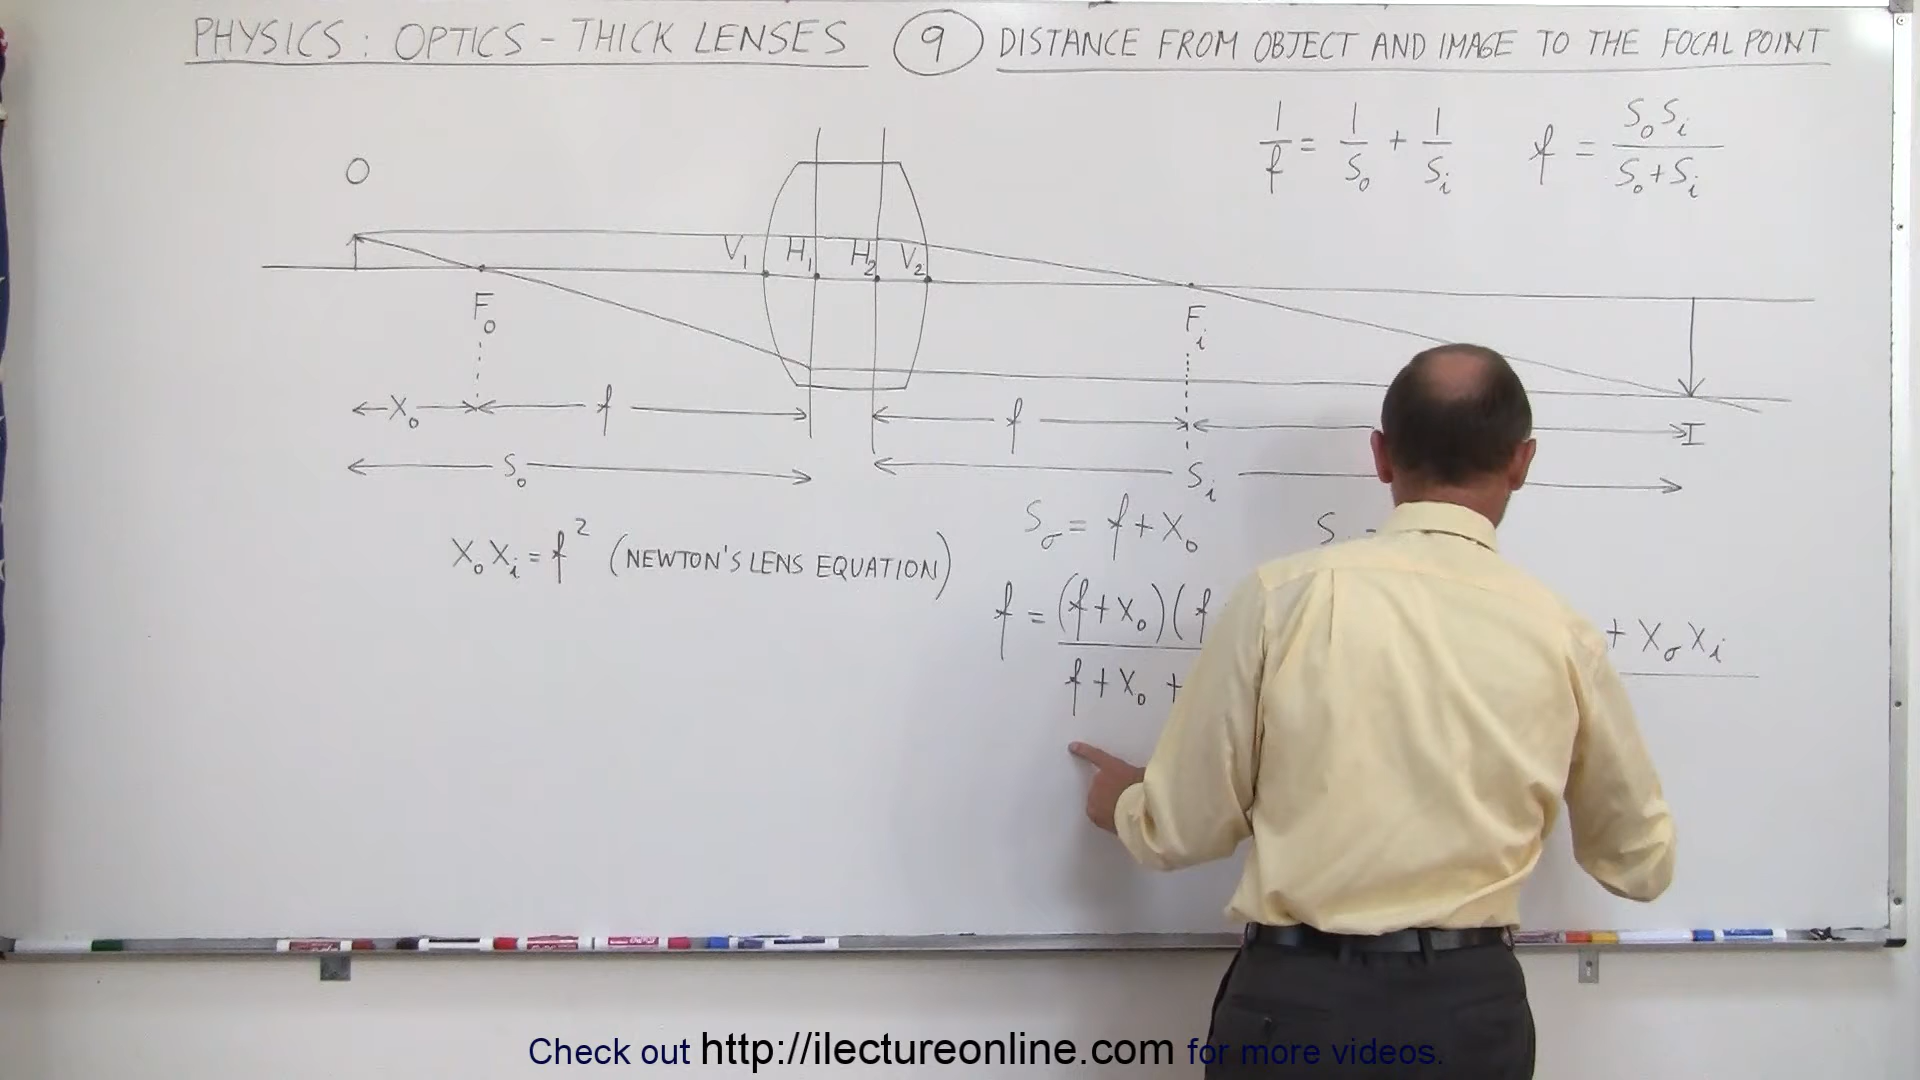 PHYSICS: OPTICS - THICK LENSES ⑨ DISTANCE FROM OBJECT AND IMAGE TO THE FOCAL POINT
1/f = 1/S₀ + 1/Sᵢ f = S₀Sᵢ/(S₀+Sᵢ)
O
V₁ H₁ H₂ V₂
F₀ Fᵢ
X₀ f f I
S₀ Sᵢ
S₀ = f + X₀ S =
X₀Xᵢ = f² (NEWTON'S LENS EQUATION)
f = (f+X₀)(f + X₀Xᵢ
f + X₀ +
Check out http://ilectureonline.com for more videos.